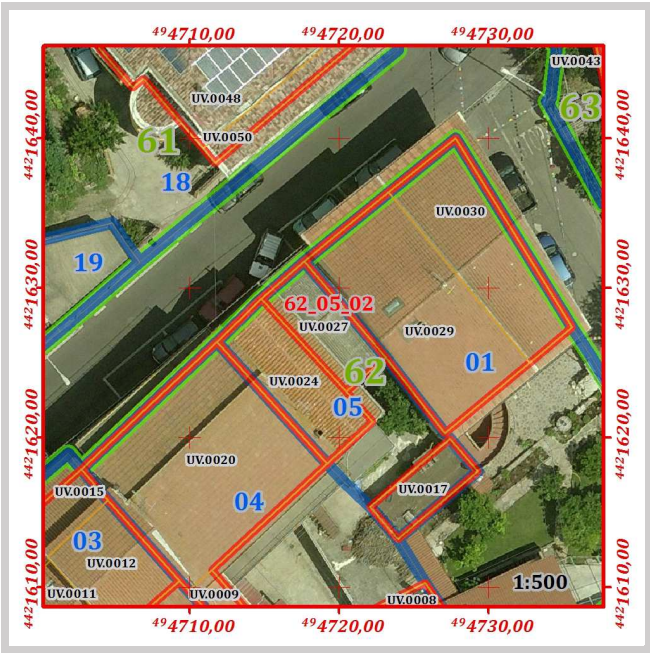 494710,00 494720,00 494730,00
UV.0043
UV.0048
63
4421640,00 UV.0050 4421640,00
61
18
UV.0030
19
4421630,00 62_05_02 4421630,00
UV.0027 UV.0029
62 01
UV.0024
05
4421620,00 UV.0020 4421620,00
UV.0015 UV.0017
04
03
UV.0012
4421610,00 1:500 4421610,00
UV.0011 UV.0009 UV.0008
494710,00 494720,00 494730,00